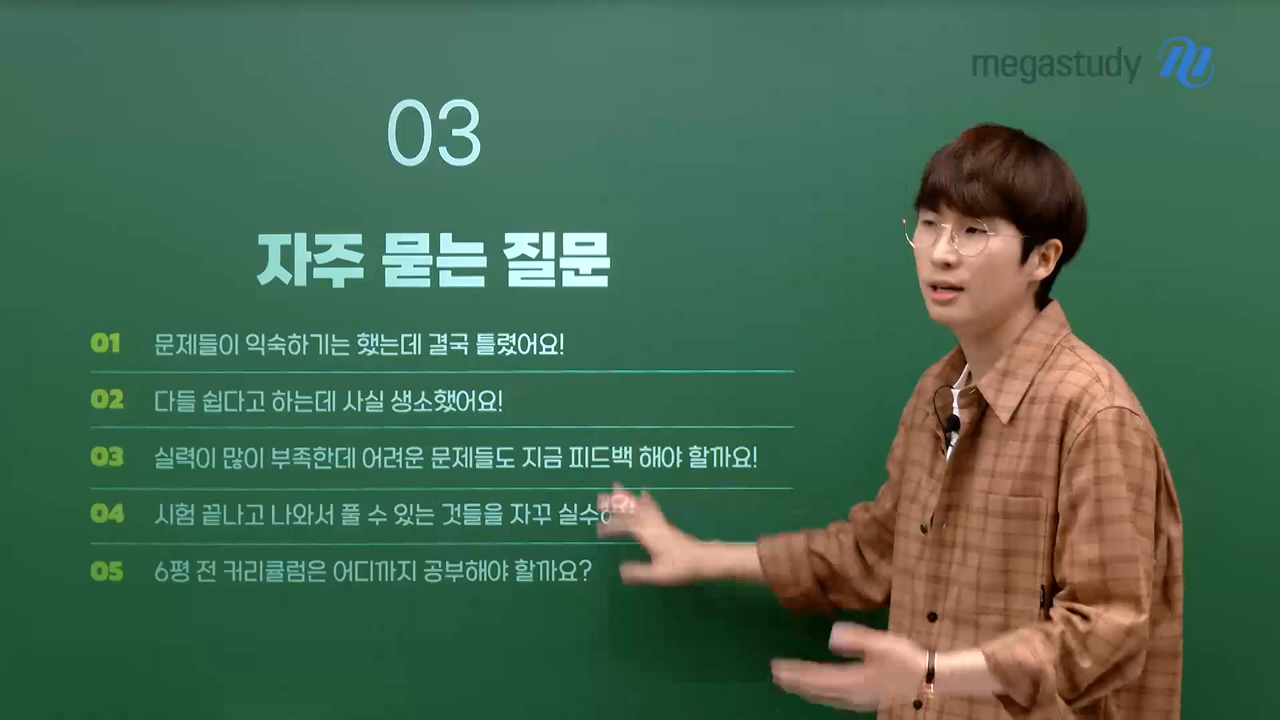 megastudy
03
자주 묻는 질문
01 문제들이 익숙하기는 했는데 결국 틀렸어요!
02 다들 쉽다고 하는데 사실 생소했어요!
03 실력이 많이 부족한데 어려운 문제들도 지금 피드백 해야 할까요!
04 시험 끝나고 나와서 풀 수 있는 것들을 자꾸 실수해요!
05 6평 전 커리큘럼은 어디까지 공부해야 할까요?